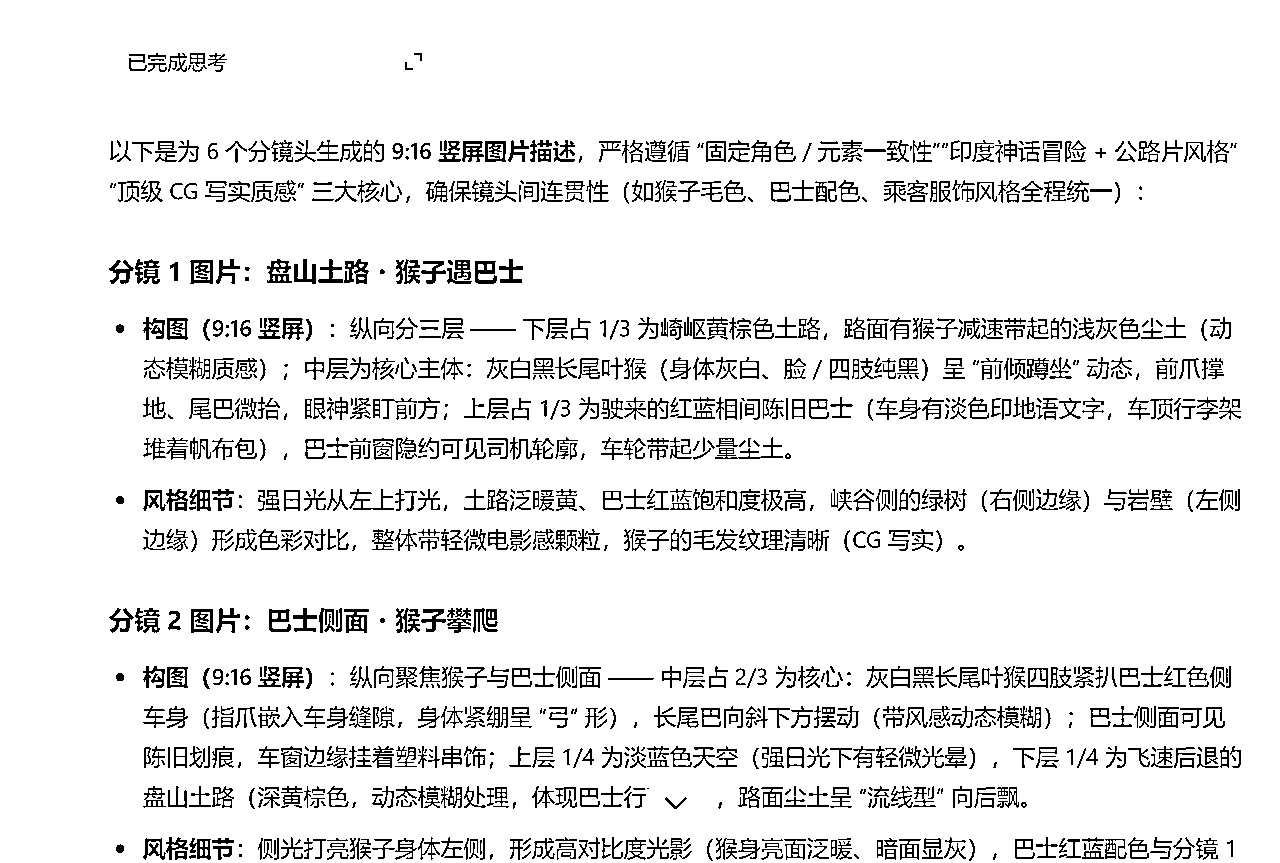 已完成思考
以下是为 6 个分镜头生成的 9:16 竖屏图片描述，严格遵循 “固定角色 / 元素一致性”“印度神话冒险 + 公路片风格”
“顶级 CG 写实质感” 三大核心，确保镜头间连贯性（如猴子毛色、巴士配色、乘客服饰风格全程统一）：
分镜 1 图片：盘山土路 · 猴子遇巴士
• 构图（9:16 竖屏）：纵向分三层 —— 下层占 1/3 为崎岖黄棕色土路，路面有猴子减速带起的浅灰色尘土（动
态模糊质感）；中层为核心主体：灰白黑长尾叶猴（身体灰白、脸 / 四肢纯黑）呈 “前倾蹲坐” 动态，前爪撑
地、尾巴微抬，眼神紧盯前方；上层占 1/3 为驶来的红蓝相间陈旧巴士（车身有淡色印地语文字，车顶行李架
堆着帆布包），巴士前窗隐约可见司机轮廓，车轮带起少量尘土。
• 风格细节：强日光从左上打光，土路泛暖黄、巴士红蓝饱和度极高，峡谷侧的绿树（右侧边缘）与岩壁（左侧
边缘）形成色彩对比，整体带轻微电影感颗粒，猴子的毛发纹理清晰（CG 写实）。
分镜 2 图片：巴士侧面 · 猴子攀爬
• 构图（9:16 竖屏）：纵向聚焦猴子与巴士侧面 —— 中层占 2/3 为核心：灰白黑长尾叶猴四肢紧扒巴士红色侧
车身（指爪嵌入车身缝隙，身体紧绷呈 “弓” 形），长尾巴向斜下方摆动（带风感动态模糊）；巴士侧面可见
陈旧划痕，车窗边缘挂着塑料串饰；上层 1/4 为淡蓝色天空（强日光下有轻微光晕），下层 1/4 为飞速后退的
盘山土路（深黄棕色，动态模糊处理，体现巴士行 ，路面尘土呈 “流线型” 向后飘。
• 风格细节：侧光打亮猴子身体左侧，形成高对比度光影（猴身亮面泛暖、暗面显灰），巴士红蓝配色与分镜 1